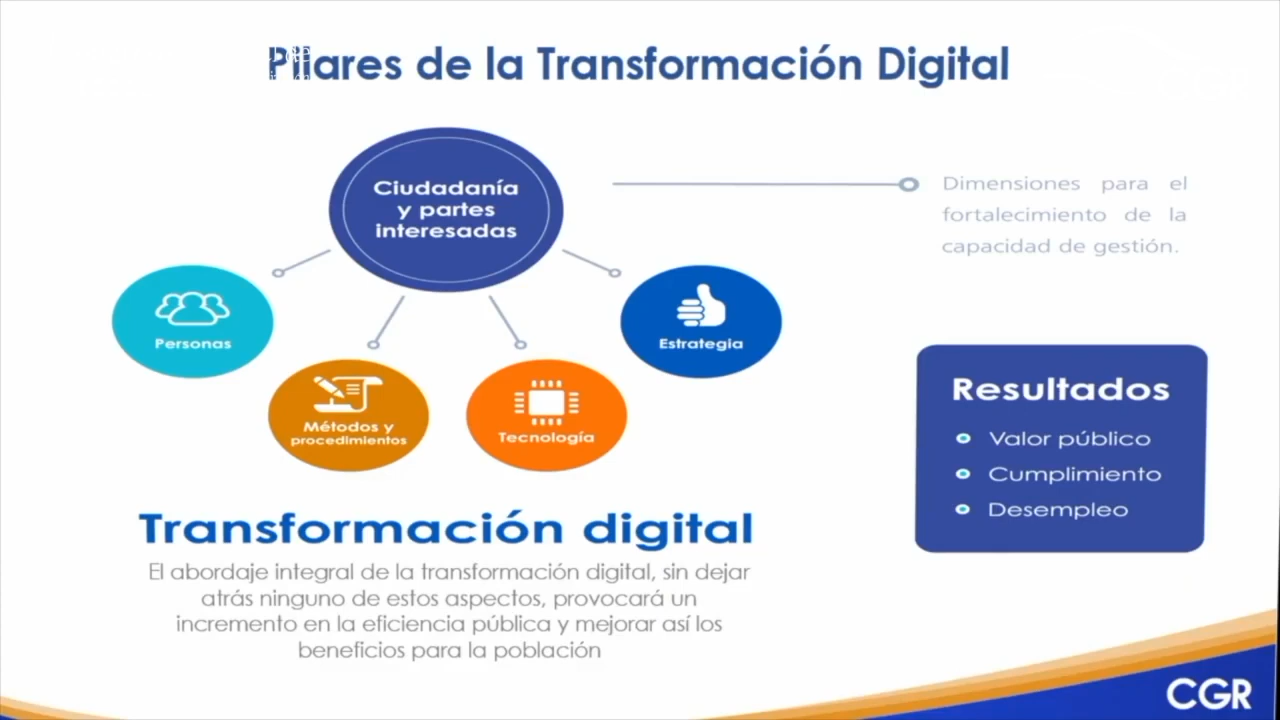 Pilares de la Transformación Digital
Ciudadanía
y partes
interesadas
Dimensiones para el
fortalecimiento de la
capacidad de gestión.
Personas
Estrategia
Métodos y
procedimientos
Tecnología
Resultados
Valor público
Cumplimiento
Desempleo
Transformación digital
El abordaje integral de la transformación digital, sin dejar
atrás ninguno de estos aspectos, provocará un
incremento en la eficiencia pública y mejorar así los
beneficios para la población
CGR
CGR